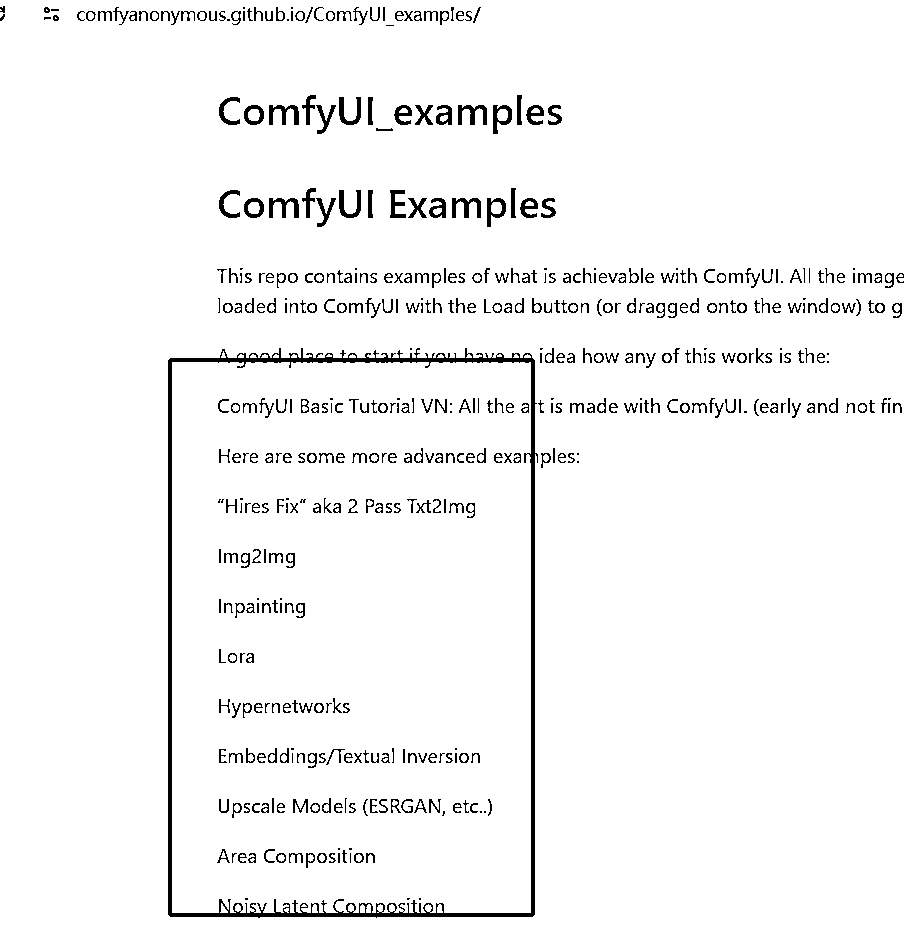 comfyanonymous.github.io/ComfyUI_examples/
ComfyUI_examples
ComfyUI Examples
This repo contains examples of what is achievable with ComfyUI. All the image
loaded into ComfyUI with the Load button (or dragged onto the window) to g
A good place to start if you have no idea how any of this works is the:
ComfyUI Basic Tutorial VN: All the art is made with ComfyUI. (early and not fin
Here are some more advanced examples:
“Hires Fix” aka 2 Pass Txt2Img
Img2Img
Inpainting
Lora
Hypernetworks
Embeddings/Textual Inversion
Upscale Models (ESRGAN, etc..)
Area Composition
Noisy Latent Composition